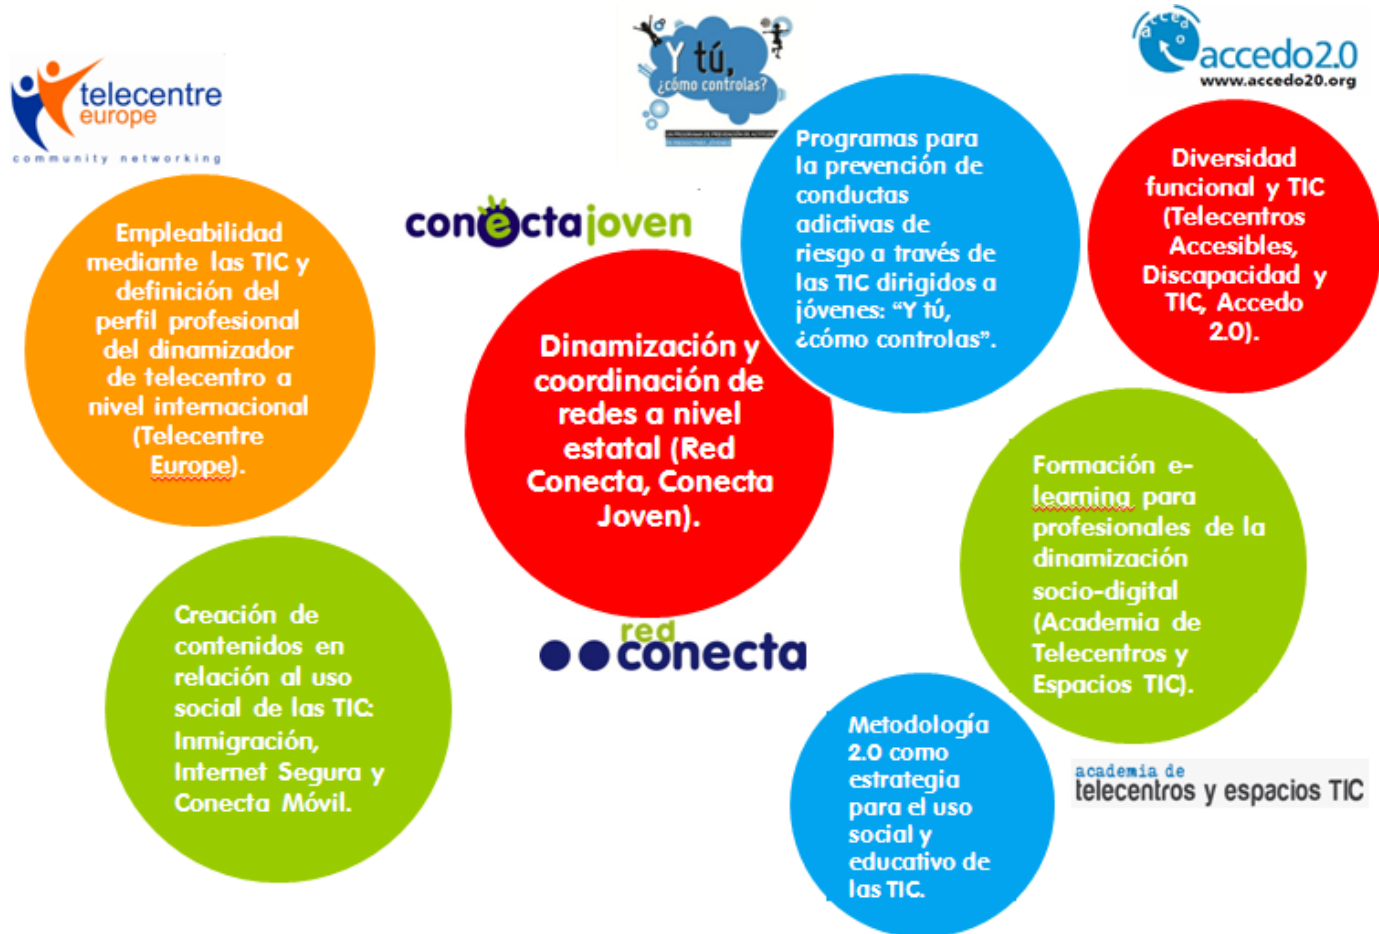 telecentre
europe
community networking
Y tú,
¿cómo controlas?
accedo
accedo2.0
www.accedo20.org
conectajoven
Empleabilidad
mediante las TIC y
definición del
perfil profesional
del dinamizador
de telecentro a
nivel internacional
(Telecentre
Europe).
Dinamización y
coordinación de
redes a nivel
estatal (Red
Conecta, Conecta
Joven).
Programas para
la prevención de
conductas
adictivas de
riesgo a través de
las TIC dirigidos a
jóvenes: “Y tú,
¿cómo controlas”.
Diversidad
funcional y TIC
(Telecentros
Accesibles,
Discapacidad y
TIC, Accedo
2.0).
Creación de
contenidos en
relación al uso
social de las TIC:
Inmigración,
Internet Segura y
Conecta Móvil.
red
conecta
Formación e-
learning para
profesionales de la
dinamización
socio-digital
(Academia de
Telecentros y
Espacios TIC).
Metodología
2.0 como
estrategia
para el uso
social y
educativo de
las TIC.
academia de
telecentros y espacios TIC